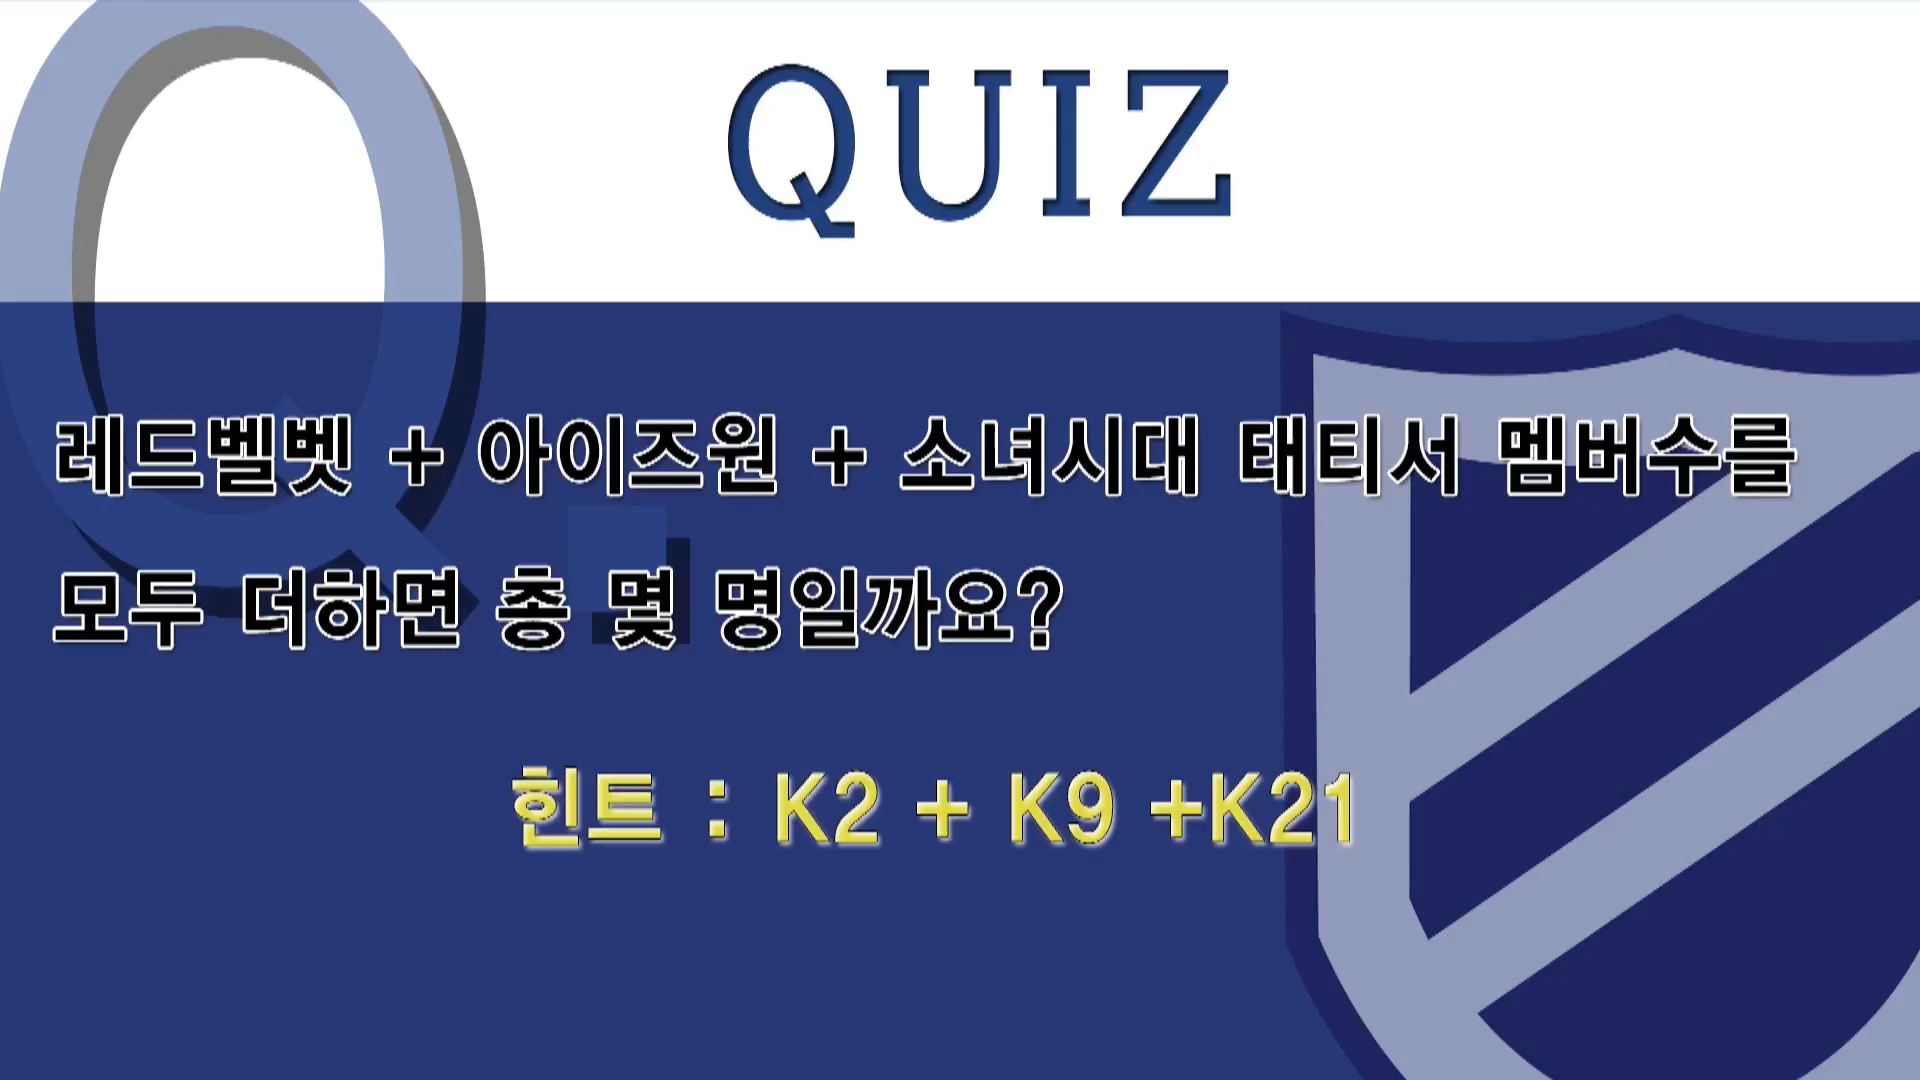 QUIZ
레드벨벳 + 아이즈원 + 소녀시대 태티서 멤버수를
모두 더하면 총 몇 명일까요?
힌트 : K2 + K9 +K21